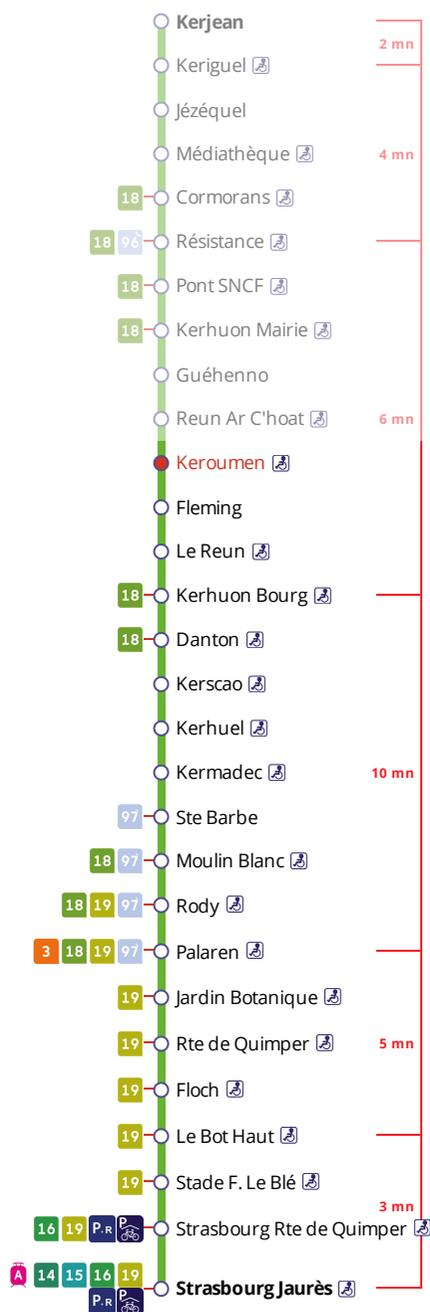 Kerjean
2 mn
Keriguel
Jézéquel
Médiathèque 4 mn
18 Cormorans
18 96 Résistance
18 Pont SNCF
18 Kerhuon Mairie
Guéhenno
Reun Ar C'hoat 6 mn
Keroumen
Fleming
Le Reun
18 Kerhuon Bourg
18 Danton
Kerscao
Kerhuel
Kermadec 10 mn
97 Ste Barbe
18 97 Moulin Blanc
18 19 97 Rody
3 18 19 97 Palaren
19 Jardin Botanique
19 Rte de Quimper 5 mn
19 Floch
19 Le Bot Haut
19 Stade F. Le Blé
3 mn
16 19 P.R P Strasbourg Rte de Quimper
A 14 15 16 19
Strasbourg Jaurès
P.R P